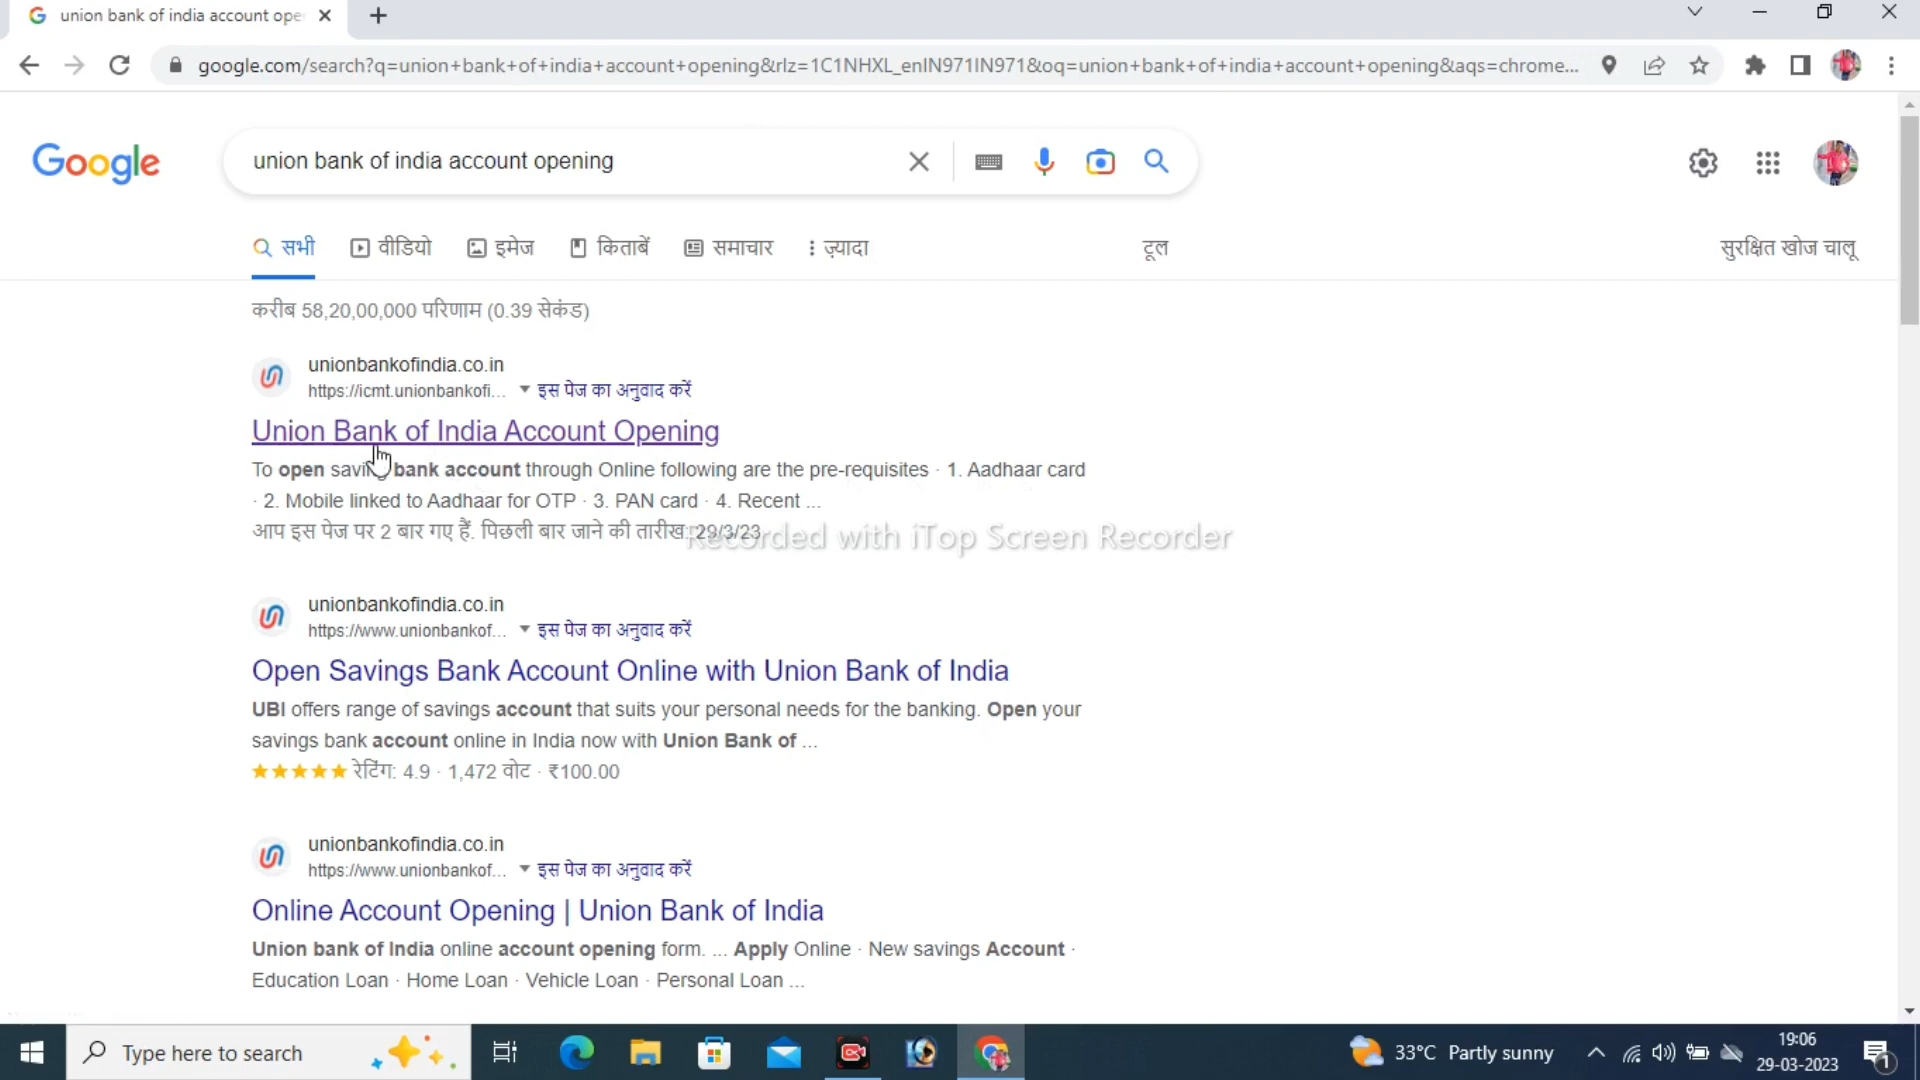 union bank of india account ope
google.com/search?q=union+bank+of+india+account+opening&rlz=1C1NHXL_enIN971IN971&oq=union+bank+of+india+account+opening&aqs=chrome...
Google
union bank of india account opening
सभी वीडियो इमेज किताबें समाचार ज़्यादा टूल सुरक्षित खोज चालू
करीब 58,20,00,000 परिणाम (0.39 सेकंड)
unionbankofindia.co.in
https://icmt.unionbankofi... इस पेज का अनुवाद करें
Union Bank of India Account Opening
To open saving bank account through Online following are the pre-requisites · 1. Aadhaar card
· 2. Mobile linked to Aadhaar for OTP · 3. PAN card · 4. Recent ...
आप इस पेज पर 2 बार गए हैं. पिछली बार जाने की तारीख: 29/3/23
Recorded with iTop Screen Recorder
unionbankofindia.co.in
https://www.unionbankof... इस पेज का अनुवाद करें
Open Savings Bank Account Online with Union Bank of India
UBI offers range of savings account that suits your personal needs for the banking. Open your
savings bank account online in India now with Union Bank of ...
रेटिंग: 4.9 · 1,472 वोट · ₹100.00
unionbankofindia.co.in
https://www.unionbankof... इस पेज का अनुवाद करें
Online Account Opening | Union Bank of India
Union bank of India online account opening form. ... Apply Online · New savings Account ·
Education Loan · Home Loan · Vehicle Loan · Personal Loan ...
Type here to search
33°C Partly sunny
19:06
29-03-2023
1